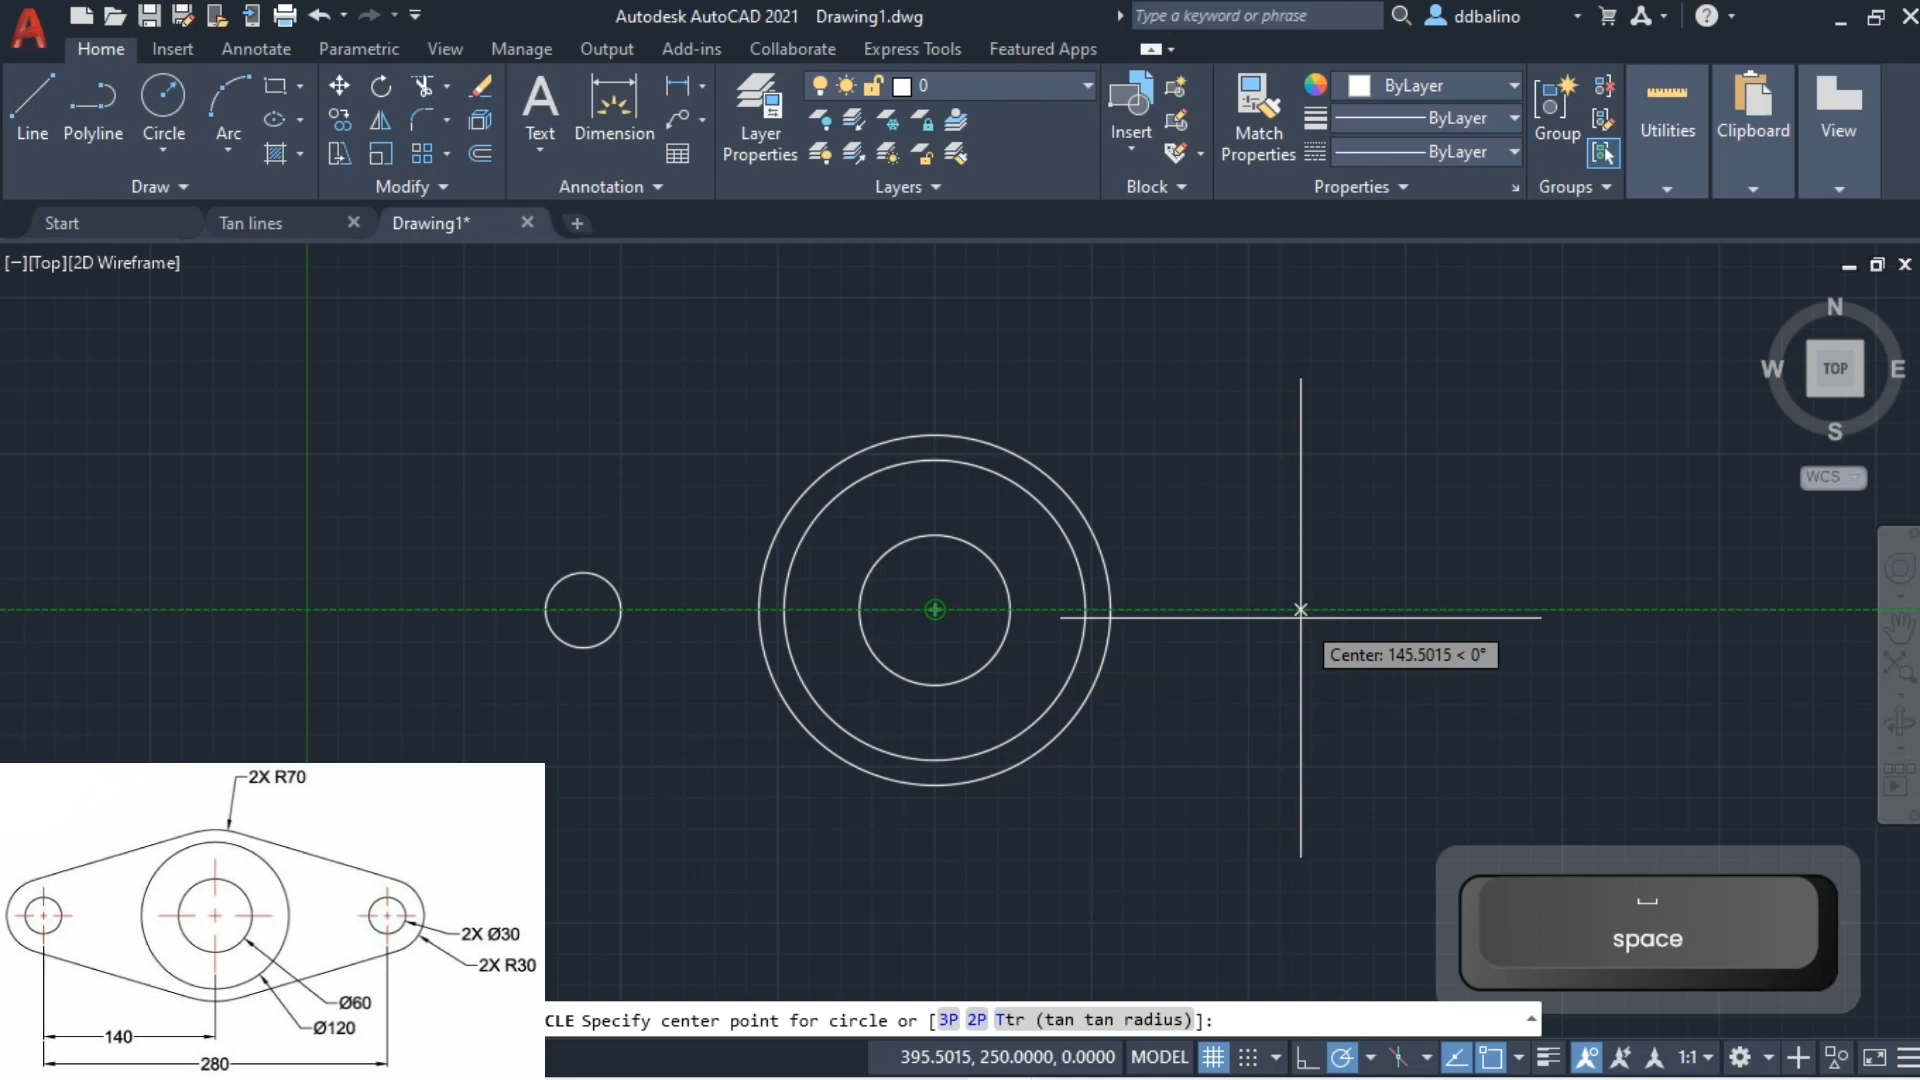 Autodesk AutoCAD 2021 Drawing1.dwg
Type a keyword or phrase
ddbalino
Home Insert Annotate Parametric View Manage Output Add-ins Collaborate Express Tools Featured Apps
Line Polyline Circle Arc
Text Dimension
Layer Properties
0
Insert
Match Properties
ByLayer
ByLayer
ByLayer
Group
Utilities Clipboard View
Draw Modify Annotation Layers Block Properties Groups
Start Tan lines Drawing1*
[−][Top][2D Wireframe]
N
W TOP E
S
WCS
Center: 145.5015 < 0°
2X R70
2X Ø30
2X R30
Ø60
Ø120
140
280
space
CLE Specify center point for circle or [3P 2P Ttr (tan tan radius)]:
395.5015, 250.0000, 0.0000 MODEL 1:1